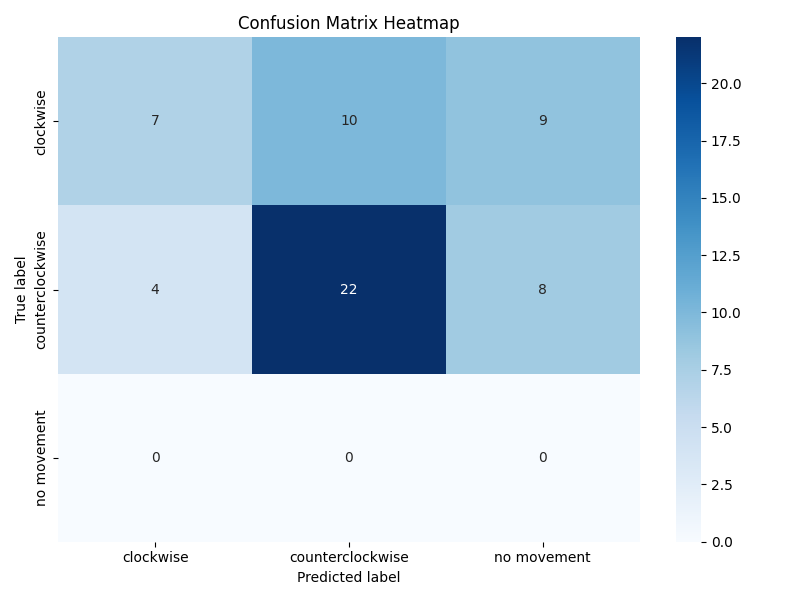 Confusion Matrix Heatmap
clockwise
7 10 9
True label
counterclockwise
4 22 8
no movement
0 0 0
clockwise counterclockwise no movement
Predicted label
20.0
17.5
15.0
12.5
10.0
7.5
5.0
2.5
0.0